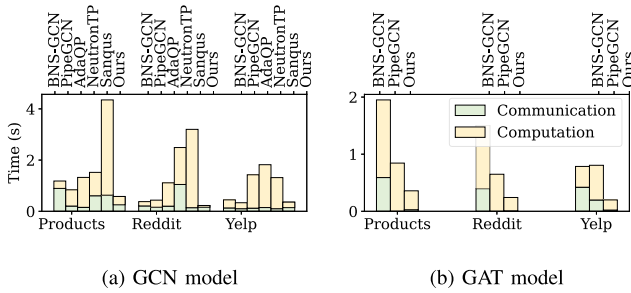 BNS-GCN
PipeGCN
AdaQP
NeutronTP
Sanqus
Ours
BNS-GCN
PipeGCN
AdaQP
NeutronTP
Sanqus
Ours
BNS-GCN
PipeGCN
AdaQP
NeutronTP
Sanqus
Ours
Time (s)
4
2
0
Products
Reddit
Yelp
(a) GCN model
BNS-GCN
PipeGCN
Ours
BNS-GCN
PipeGCN
Ours
BNS-GCN
PipeGCN
Ours
Communication
Computation
2
1
0
Products
Reddit
Yelp
(b) GAT model